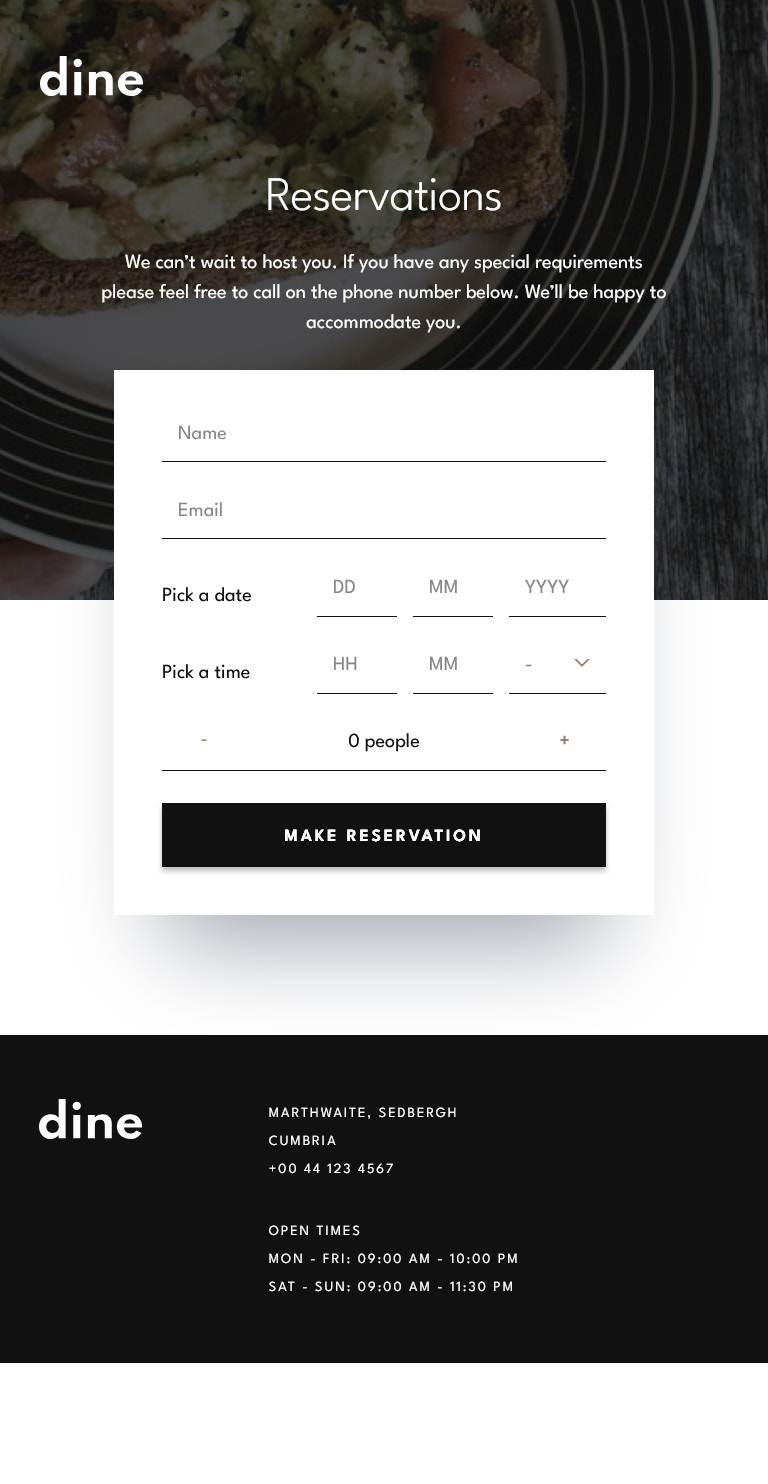 dine
Reservations
We can’t wait to host you. If you have any special requirements
please feel free to call on the phone number below. We’ll be happy to
accommodate you.
Name
Email
Pick a date DD MM YYYY
Pick a time HH MM -
- 0 people +
MAKE RESERVATION
dine
MARTHWAITE, SEDBERGH
CUMBRIA
+00 44 123 4567
OPEN TIMES
MON - FRI: 09:00 AM - 10:00 PM
SAT - SUN: 09:00 AM - 11:30 PM